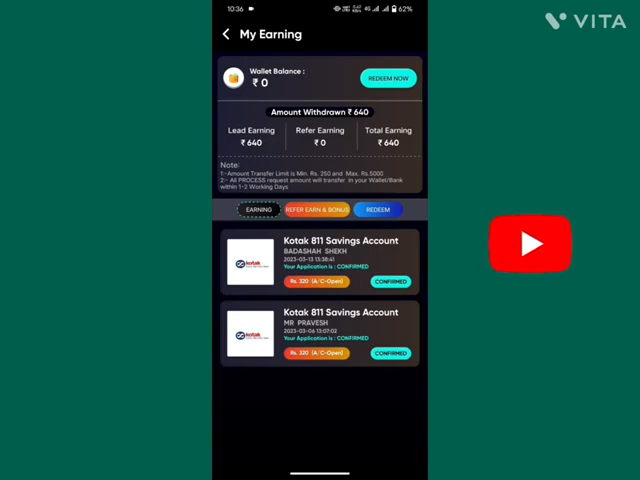 10:36
4G
62%
VITA
My Earning
Wallet Balance :
₹ 0
REDEEM NOW
Amount Withdrawn ₹ 640
Lead Earning
Refer Earning
Total Earning
₹ 640
₹ 0
₹ 640
Note:
1:-Amount Transfer Limit is Min. Rs. 250 and Max. Rs.5000
2:- All PROCESS request amount will transfer in your Wallet/Bank
within 1-2 Working Days
EARNING
REFER EARN & BONUS
REDEEM
Kotak 811 Savings Account
BADASHAH SHEKH
2023-03-13 13:38:41
Your Application is : CONFIRMED
kotak
Rs. 320 (A/C-Open)
CONFIRMED
Kotak 811 Savings Account
MR PRAVESH
2023-03-06 13:07:02
Your Application is : CONFIRMED
kotak
Rs. 320 (A/C-Open)
CONFIRMED